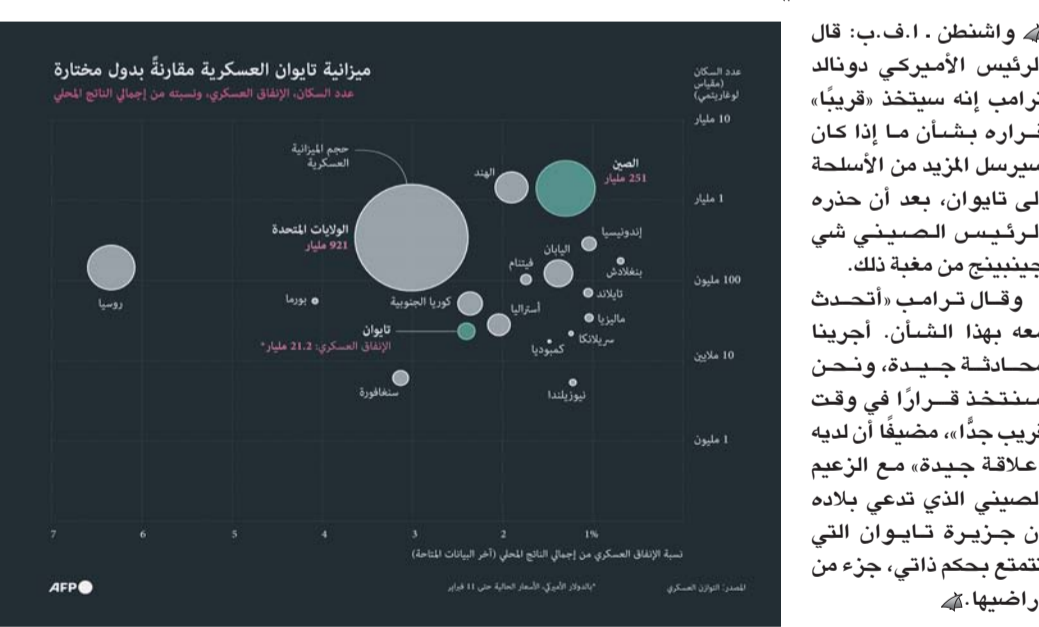 واشنطن . ا.ف.ب: قال
لرئيس الأميركي دونالد
ترامب إنه سيتخذ «قريبًا»
قراره بشأن ما إذا كان
سيرسل المزيد من الأسلحة
لى تايوان، بعد أن حذره
لرئيس الصيني شي
جينبينج من مغبة ذلك.
وقال ترامب «أتحدث
معه بهذا الشأن. أجرينا
محادثة جيدة، ونحن
سنتخذ قرارًا في وقت
قريب جدًّا»، مضيفًا أن لديه
علاقة جيدة» مع الزعيم
لصيني الذي تدعي بلاده
ن جزيرة تايوان التي
تتمتع بحكم ذاتي، جزء من
راضيها.
ميزانية تايوان العسكرية مقارنةً بدول مختارة
عدد السكان، الإنفاق العسكري، ونسبته من إجمالي الناتج المحلي
عدد السكان
(مقياس
لوغاريتمي)
10 مليار
1 مليار
100 مليون
10 ملايين
1 مليون
حجم الميزانية
العسكرية
الصين
251 مليار
الهند
الولايات المتحدة
921 مليار
إندونيسيا
اليابان
بنغلادش
فيتنام
روسيا
تايلاند
بورما
كوريا الجنوبية
أستراليا
ماليزيا
تايوان
الإنفاق العسكري: 21.2 مليار*
سريلانكا
كمبوديا
سنغافورة
نيوزيلندا
1%
2
3
4
5
6
7
نسبة الإنفاق العسكري من إجمالي الناتج المحلي (آخر البيانات المتاحة)
المصدر: التوازن العسكري
*بالدولار الأميركي، الأسعار الحالية حتى 11 فبراير
AFP